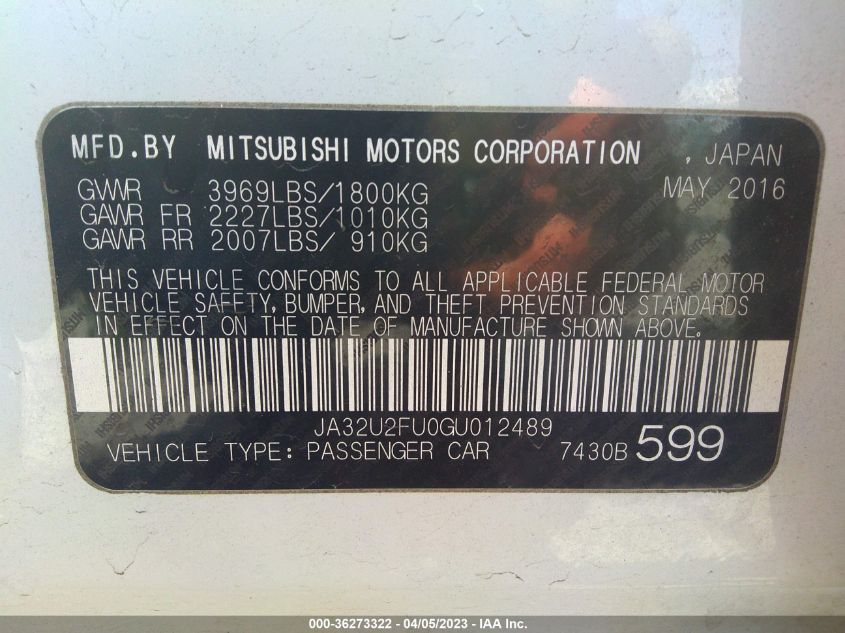 MFD.BY MITSUBISHI MOTORS CORPORATION , JAPAN
GVWR 3969LBS/1800KG MAY 2016
GAWR FR 2227LBS/1010KG
GAWR RR 2007LBS/ 910KG
THIS VEHICLE CONFORMS TO ALL APPLICABLE FEDERAL MOTOR
VEHICLE SAFETY, BUMPER, AND THEFT PREVENTION STANDARDS
IN EFFECT ON THE DATE OF MANUFACTURE SHOWN ABOVE.
JA32U2FU0GU012489
VEHICLE TYPE: PASSENGER CAR 7430B 599
000-36273322 - 04/05/2023 - IAA Inc.